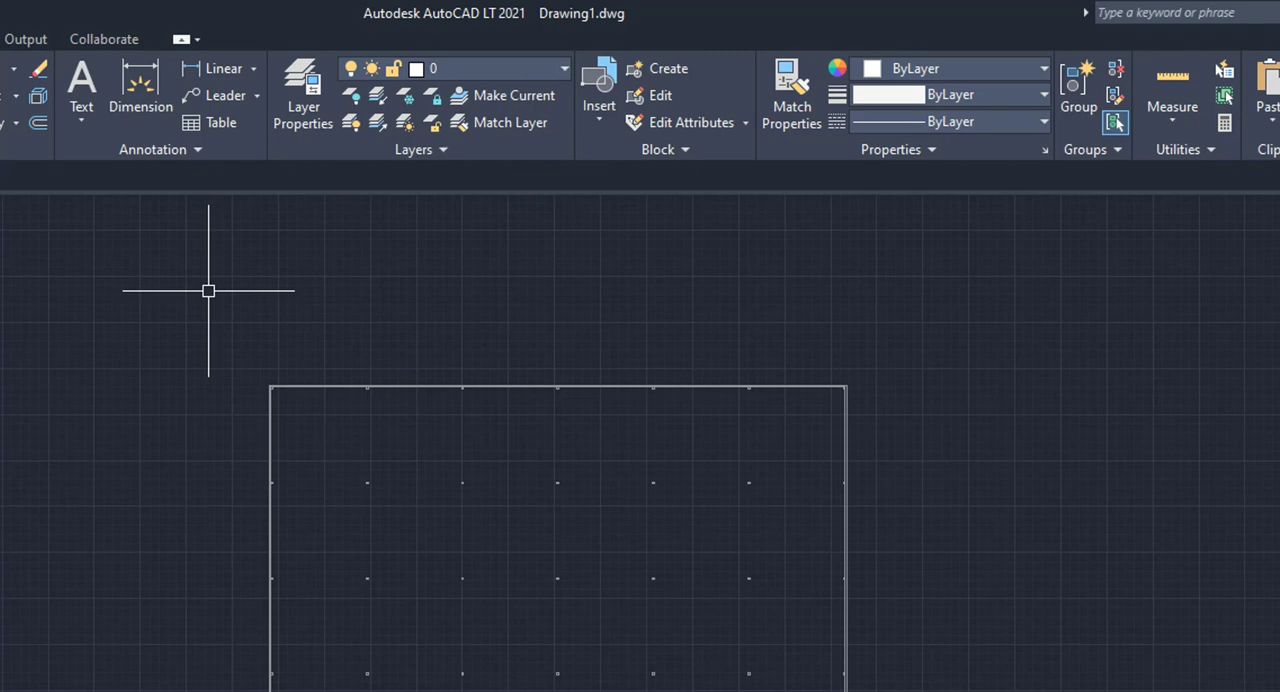 Autodesk AutoCAD LT 2021 Drawing1.dwg
Type a keyword or phrase
Output Collaborate
Text
Dimension
Linear
Leader
Table
Annotation
Layer
Properties
0
Make Current
Match Layer
Layers
Insert
Create
Edit
Edit Attributes
Block
Match
Properties
ByLayer
ByLayer
ByLayer
Properties
Group
Groups
Measure
Utilities
Past
Clip